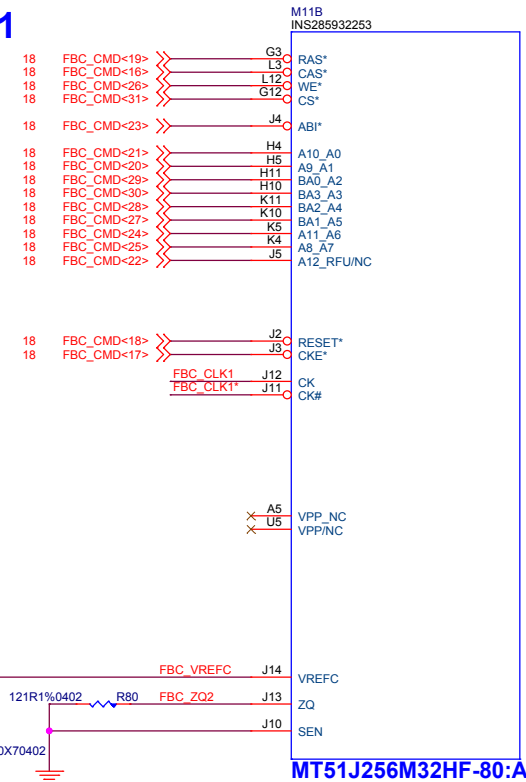 1
M11B
INS285932253
18 FBC_CMD<19> G3 RAS*
18 FBC_CMD<16> L3 CAS*
18 FBC_CMD<26> L12 WE*
18 FBC_CMD<31> G12 CS*
18 FBC_CMD<23> J4 ABI*
18 FBC_CMD<21> H4 A10_A0
18 FBC_CMD<20> H5 A9_A1
18 FBC_CMD<29> H11 BA0_A2
18 FBC_CMD<30> H10 BA3_A3
18 FBC_CMD<28> K11 BA2_A4
18 FBC_CMD<27> K10 BA1_A5
18 FBC_CMD<24> K5 A11_A6
18 FBC_CMD<25> K4 A8_A7
18 FBC_CMD<22> J5 A12_RFU/NC
18 FBC_CMD<18> J2 RESET*
18 FBC_CMD<17> J3 CKE*
FBC_CLK1 J12 CK
FBC_CLK1* J11 CK#
A5 VPP_NC
U5 VPP/NC
FBC_VREFC J14 VREFC
121R1%0402 R80 FBC_ZQ2 J13 ZQ
J10 SEN
0X70402
MT51J256M32HF-80:A